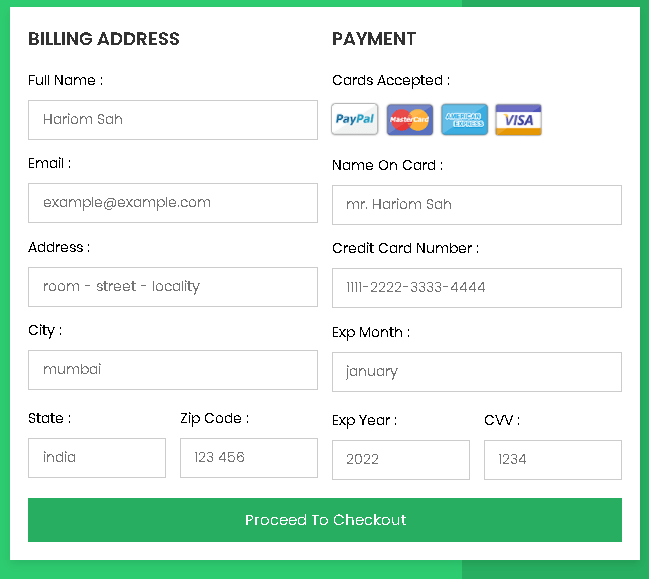 BILLING ADDRESS
Full Name :
Hariom Sah
Email :
example@example.com
Address :
room - street - locality
City :
mumbai
State :
Zip Code :
india
123 456
PAYMENT
Cards Accepted :
PayPal
MasterCard
AMERICAN
EXPRESS
VISA
Name On Card :
mr. Hariom Sah
Credit Card Number :
1111-2222-3333-4444
Exp Month :
january
Exp Year :
CVV :
2022
1234
Proceed To Checkout